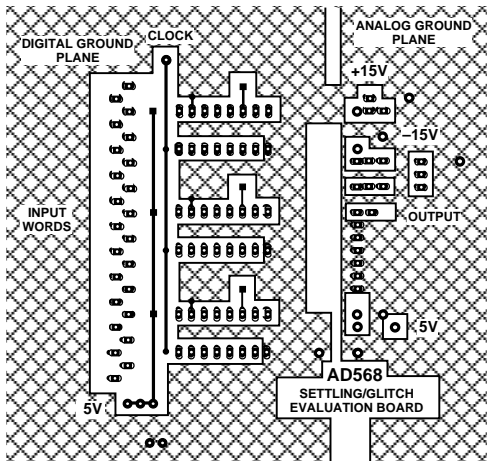 DIGITAL GROUND
PLANE
CLOCK
ANALOG GROUND
PLANE
+15V
–15V
INPUT
WORDS
OUTPUT
5V
5V
AD568
SETTLING/GLITCH
EVALUATION BOARD